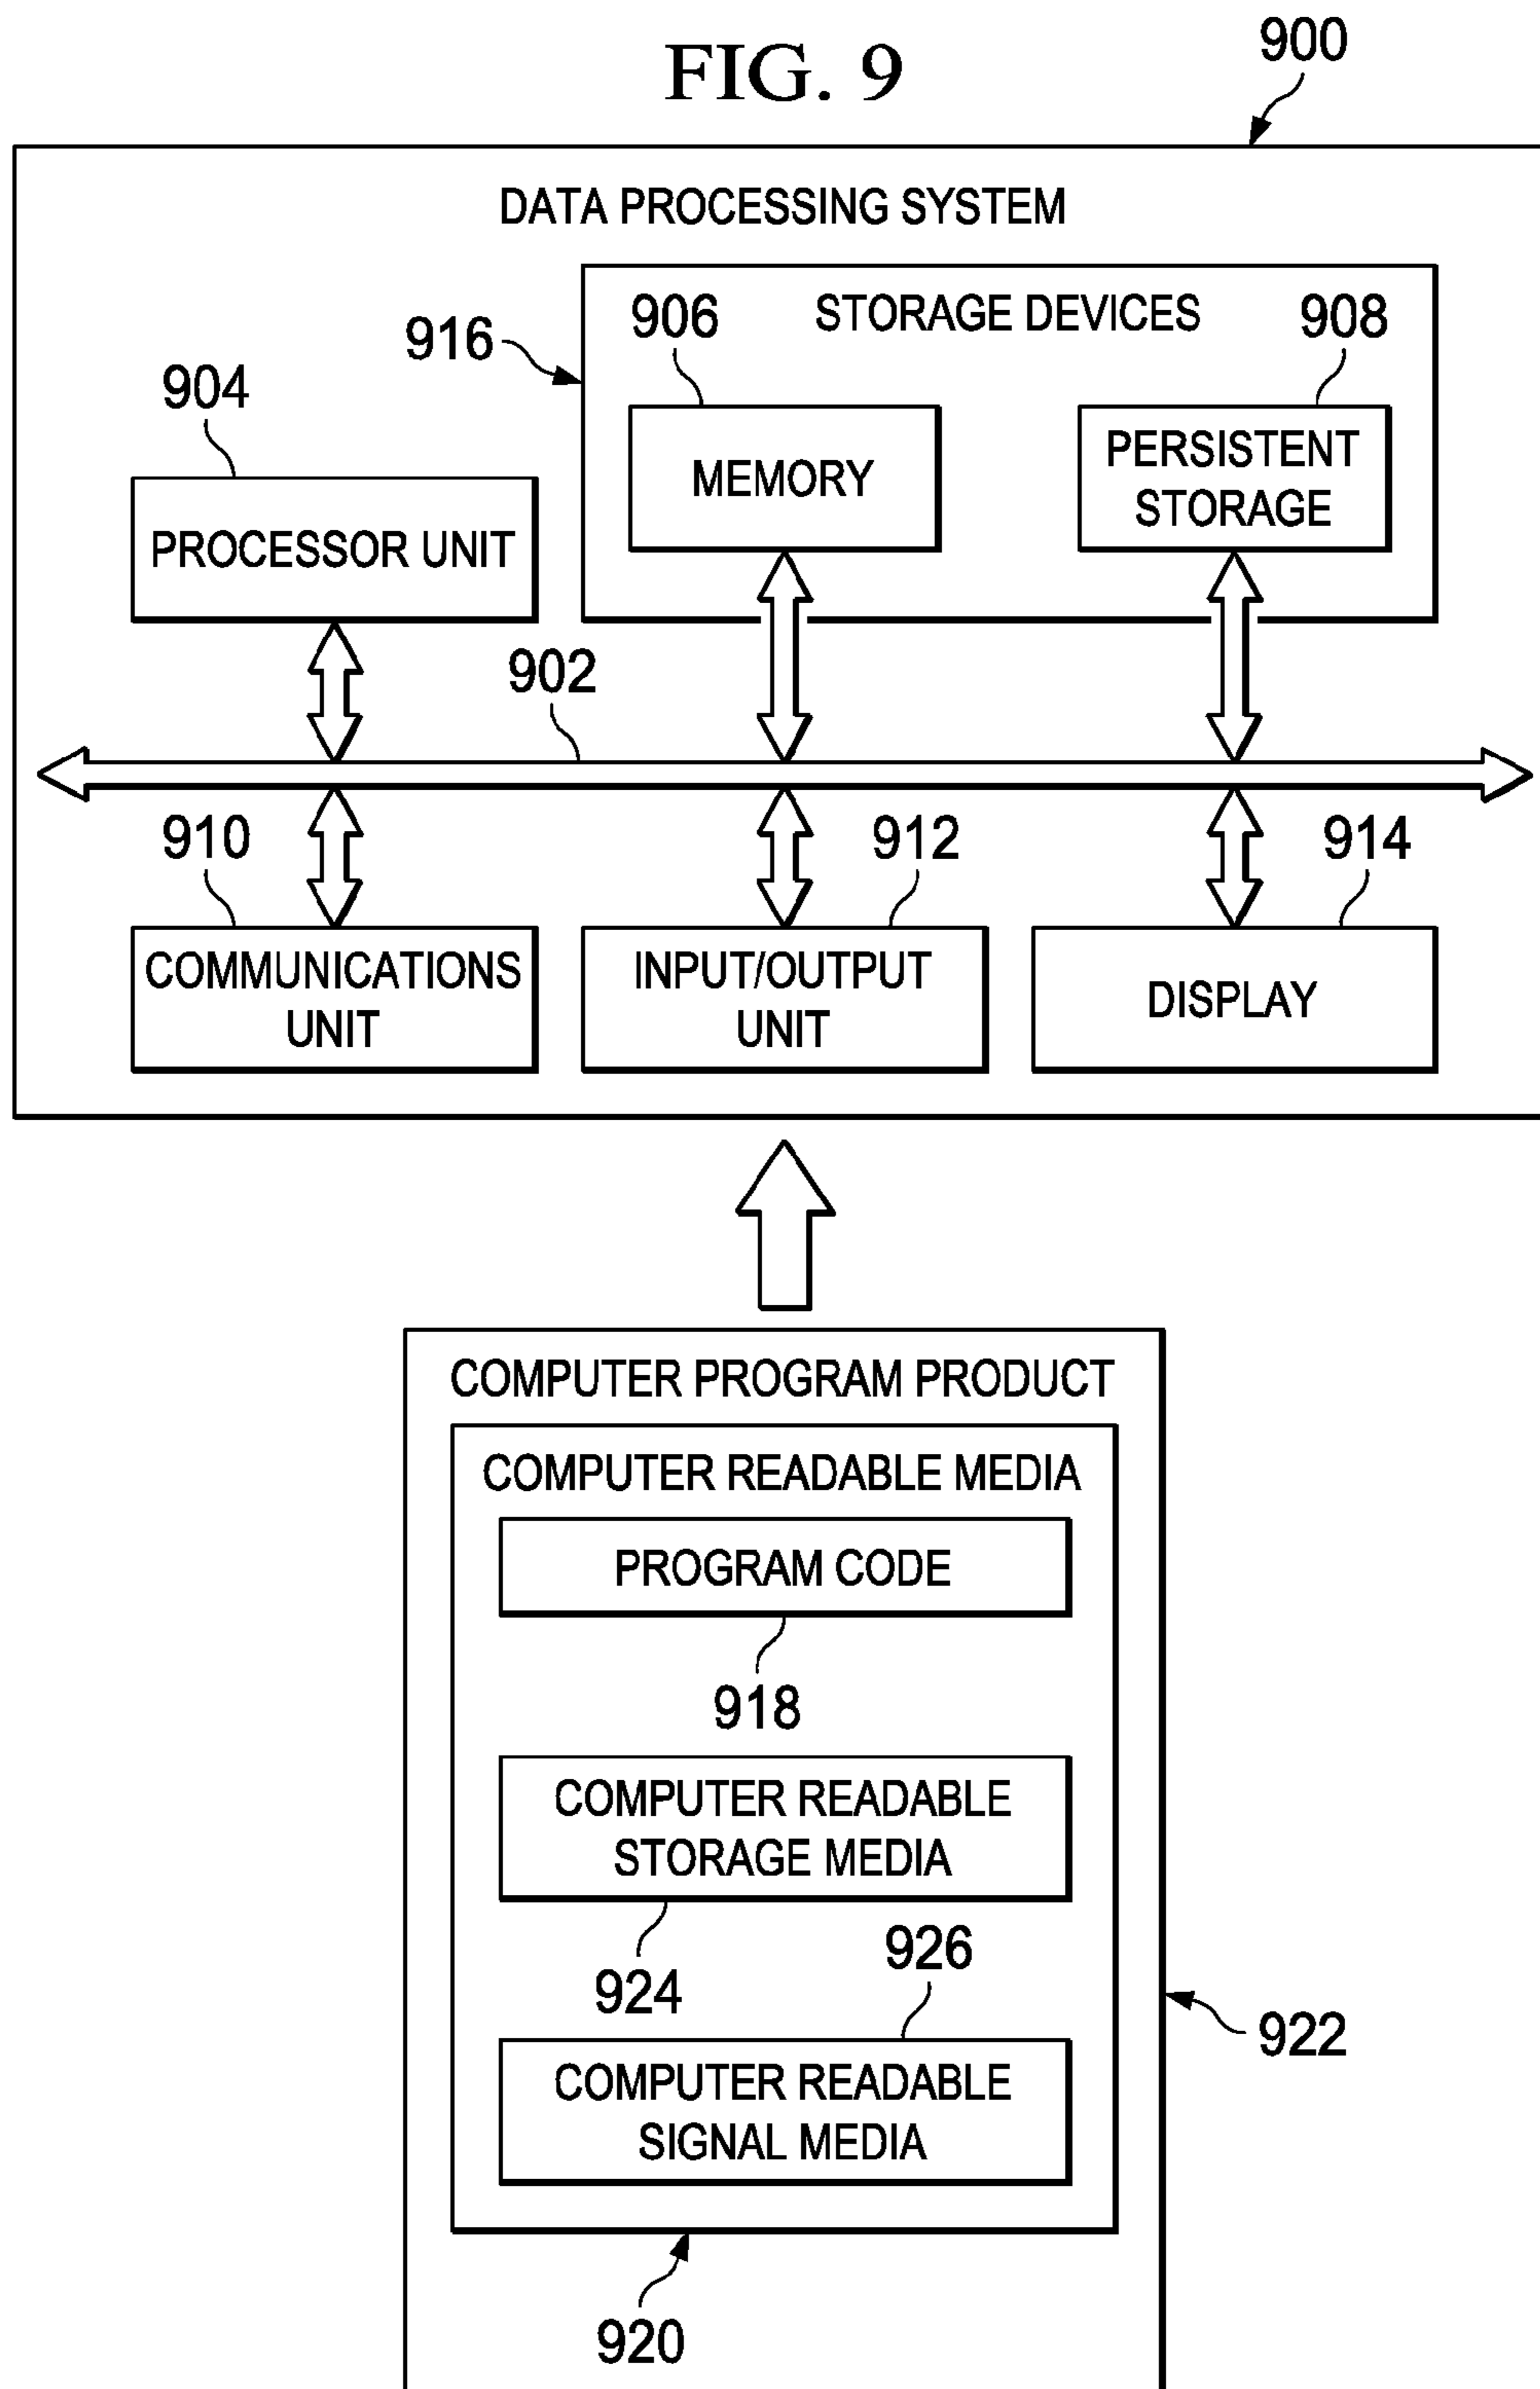 FIG. 9
900
DATA PROCESSING SYSTEM
916
906
STORAGE DEVICES
908
904
MEMORY
PERSISTENT
STORAGE
PROCESSOR UNIT
902
910
912
914
COMMUNICATIONS
UNIT
INPUT/OUTPUT
UNIT
DISPLAY
COMPUTER PROGRAM PRODUCT
COMPUTER READABLE MEDIA
PROGRAM CODE
918
COMPUTER READABLE
STORAGE MEDIA
924
926
922
COMPUTER READABLE
SIGNAL MEDIA
920